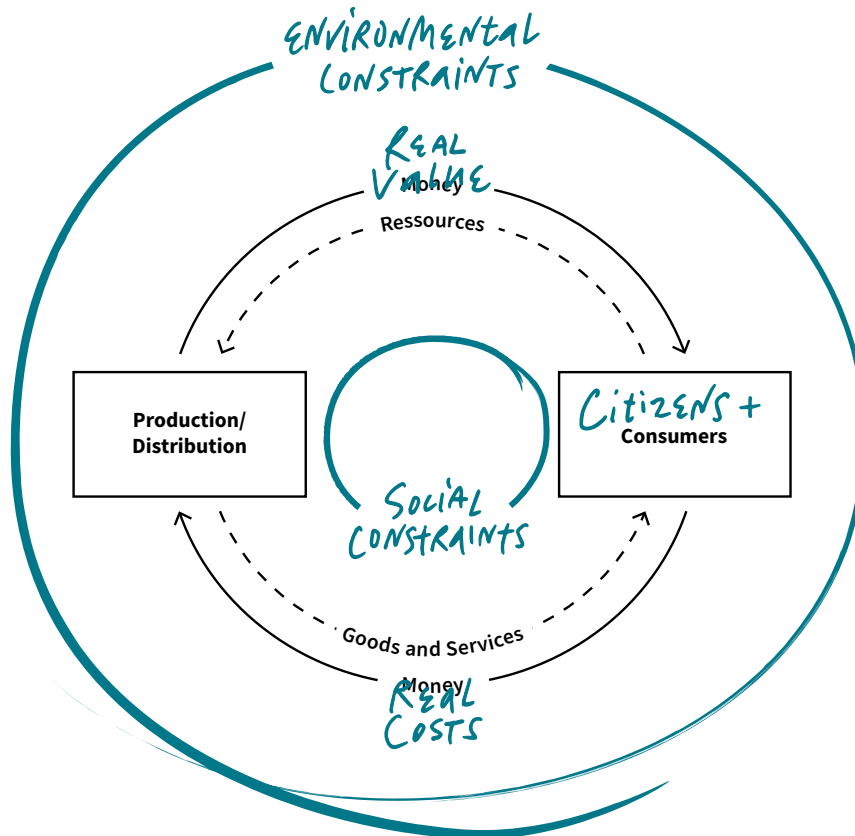 ENVIRONMENTAL
CONSTRAINTS
REAL
VALUE
Money
Ressources
Production/
Distribution
Citizens +
Consumers
SOCIAL
CONSTRAINTS
Goods and Services
Money
REAL
COSTS